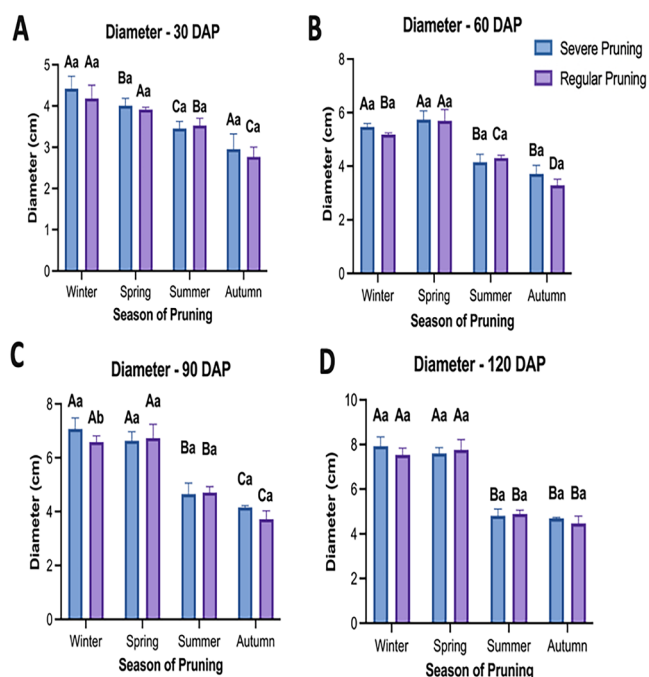 A
Diameter - 30 DAP
Aa Aa Ba Aa Ca Ba Aa Ca
Diameter (cm)
5
4
3
2
1
0
Winter Spring Summer Autumn
Season of Pruning
B
Diameter - 60 DAP
Severe Pruning
Regular Pruning
Aa Ba Aa Aa Ba Ca Ba Da
Diameter (cm)
8
6
4
2
0
Winter Spring Summer Autumn
Season of Pruning
C
Diameter - 90 DAP
Aa Ab Aa Aa Ba Ba Ca Ca
Diameter (cm)
8
6
4
2
0
Winter Spring Summer Autumn
Season of Pruning
D
Diameter - 120 DAP
Aa Aa Aa Aa Ba Ba Ba Ba
Diameter (cm)
10
8
6
4
2
0
Winter Spring Summer Autumn
Season of Pruning